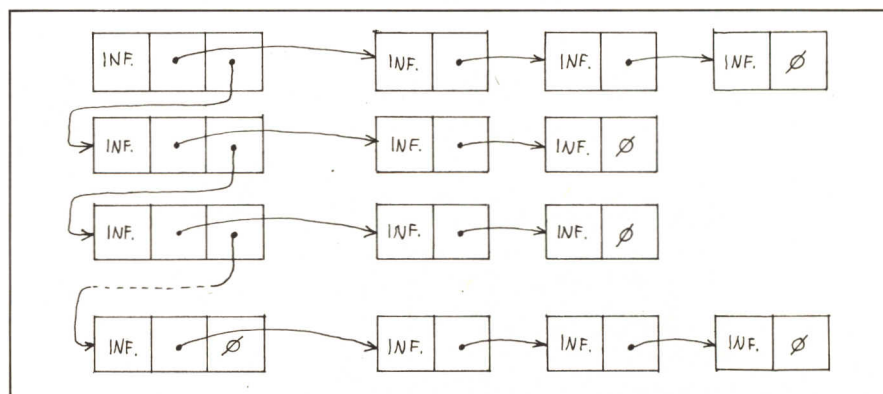 INF. INF. INF. INF. ∅
INF. INF. INF. ∅
INF. INF. INF. ∅
INF. ∅ INF. INF. INF. ∅